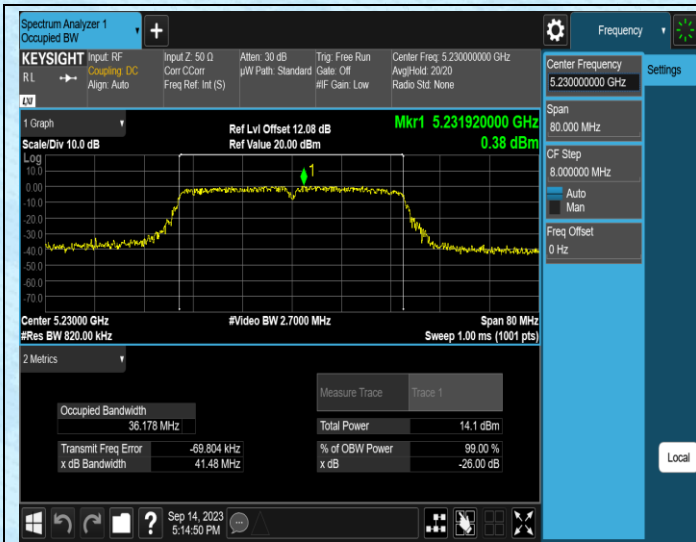 Spectrum Analyzer 1
Occupied BW
Frequency
KEYSIGHT
R L
LXI
Input: RF
Coupling: DC
Align: Auto
Input Z: 50 Ω
Corr CCorr
Freq Ref: Int (S)
Atten: 30 dB
µW Path: Standard
Trig: Free Run
Gate: Off
#IF Gain: Low
Center Freq: 5.230000000 GHz
Avg|Hold: 20/20
Radio Std: None
Center Frequency
5.230000000 GHz
Settings
Span
80.000 MHz
CF Step
8.000000 MHz
Auto
Man
Freq Offset
0 Hz
1 Graph
Scale/Div 10.0 dB
Ref Lvl Offset 12.08 dB
Ref Value 20.00 dBm
Mkr1 5.231920000 GHz
0.38 dBm
Log
10.0
0.00
-10.0
-20.0
-30.0
-40.0
-50.0
-60.0
-70.0
1
Center 5.23000 GHz
#Res BW 820.00 kHz
#Video BW 2.7000 MHz
Span 80 MHz
Sweep 1.00 ms (1001 pts)
2 Metrics
Measure Trace
Trace 1
Occupied Bandwidth
36.178 MHz
Total Power
14.1 dBm
Transmit Freq Error
-69.804 kHz
% of OBW Power
99.00 %
x dB Bandwidth
41.48 MHz
x dB
-26.00 dB
Local
?
Sep 14, 2023
5:14:50 PM